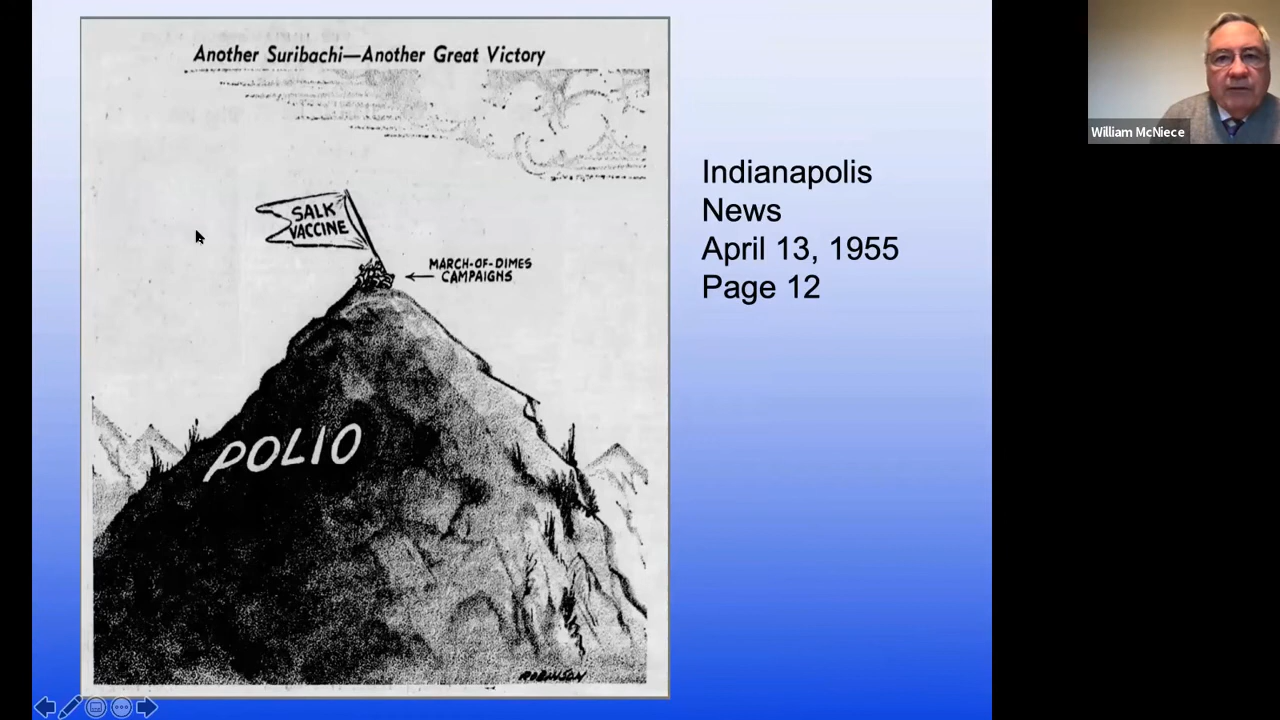 Another Suribachi—Another Great Victory
SALK
VACCINE
MARCH-OF-DIMES
CAMPAIGNS
POLIO
ROBINSON
Indianapolis
News
April 13, 1955
Page 12
William McNiece